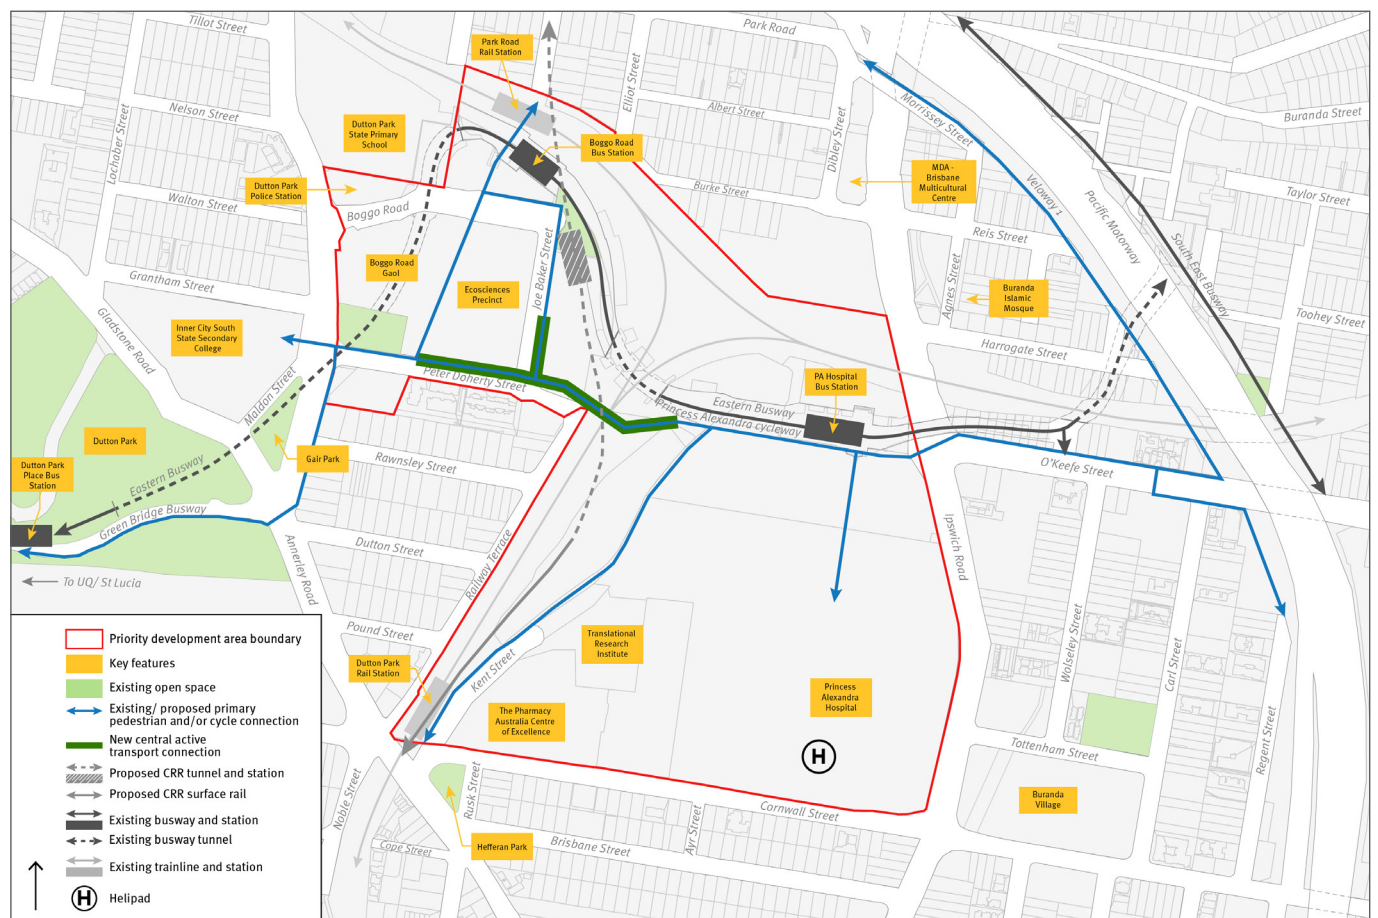 Tillot Street
Park Road
Rail Station
Park Road
Nelson Street
Lochaber Street
Dutton Park
State Primary
School
Elliot Street
Albert Street
Morrissey Street
Dibley Street
Buranda Street
Boggo Road
Bus Station
MDA -
Brisbane
Multicultural
Centre
Dutton Park
Police Station
Walton Street
Boggo Road
Burke Street
Veloway 1
Pacific Motorway
Taylor Street
Reis Street
South East Busway
Grantham Street
Boggo Road
Gaol
Ecosciences
Precinct
Joe Baker Street
Agnes Street
Buranda
Islamic
Mosque
Toohey Street
Gladstone Road
Inner City South
State Secondary
College
Harrogate Street
Peter Doherty Street
PA Hospital
Bus Station
Maldon Street
Eastern Busway
Princess Alexandra cycleway
Dutton Park
Gair Park
Rawnsley Street
O'Keefe Street
Dutton Park
Place Bus
Station
Eastern Busway
Green Bridge Busway
Annerley Road
Dutton Street
Railway Terrace
Ipswich Road
To UQ/ St Lucia
Pound Street
Translational
Research
Institute
Wolseley Street
Carl Street
Regent Street
Dutton Park
Rail Station
Kent Street
The Pharmacy
Australia Centre
of Excellence
Princess
Alexandra
Hospital
H
Tottenham Street
Noble Street
Rusk Street
Cornwall Street
Buranda
Village
Ayr Street
Cope Street
Hefferan Park
Brisbane Street
Priority development area boundary
Key features
Existing open space
Existing/ proposed primary
pedestrian and/or cycle connection
New central active
transport connection
Proposed CRR tunnel and station
Proposed CRR surface rail
Existing busway and station
Existing busway tunnel
Existing trainline and station
H Helipad